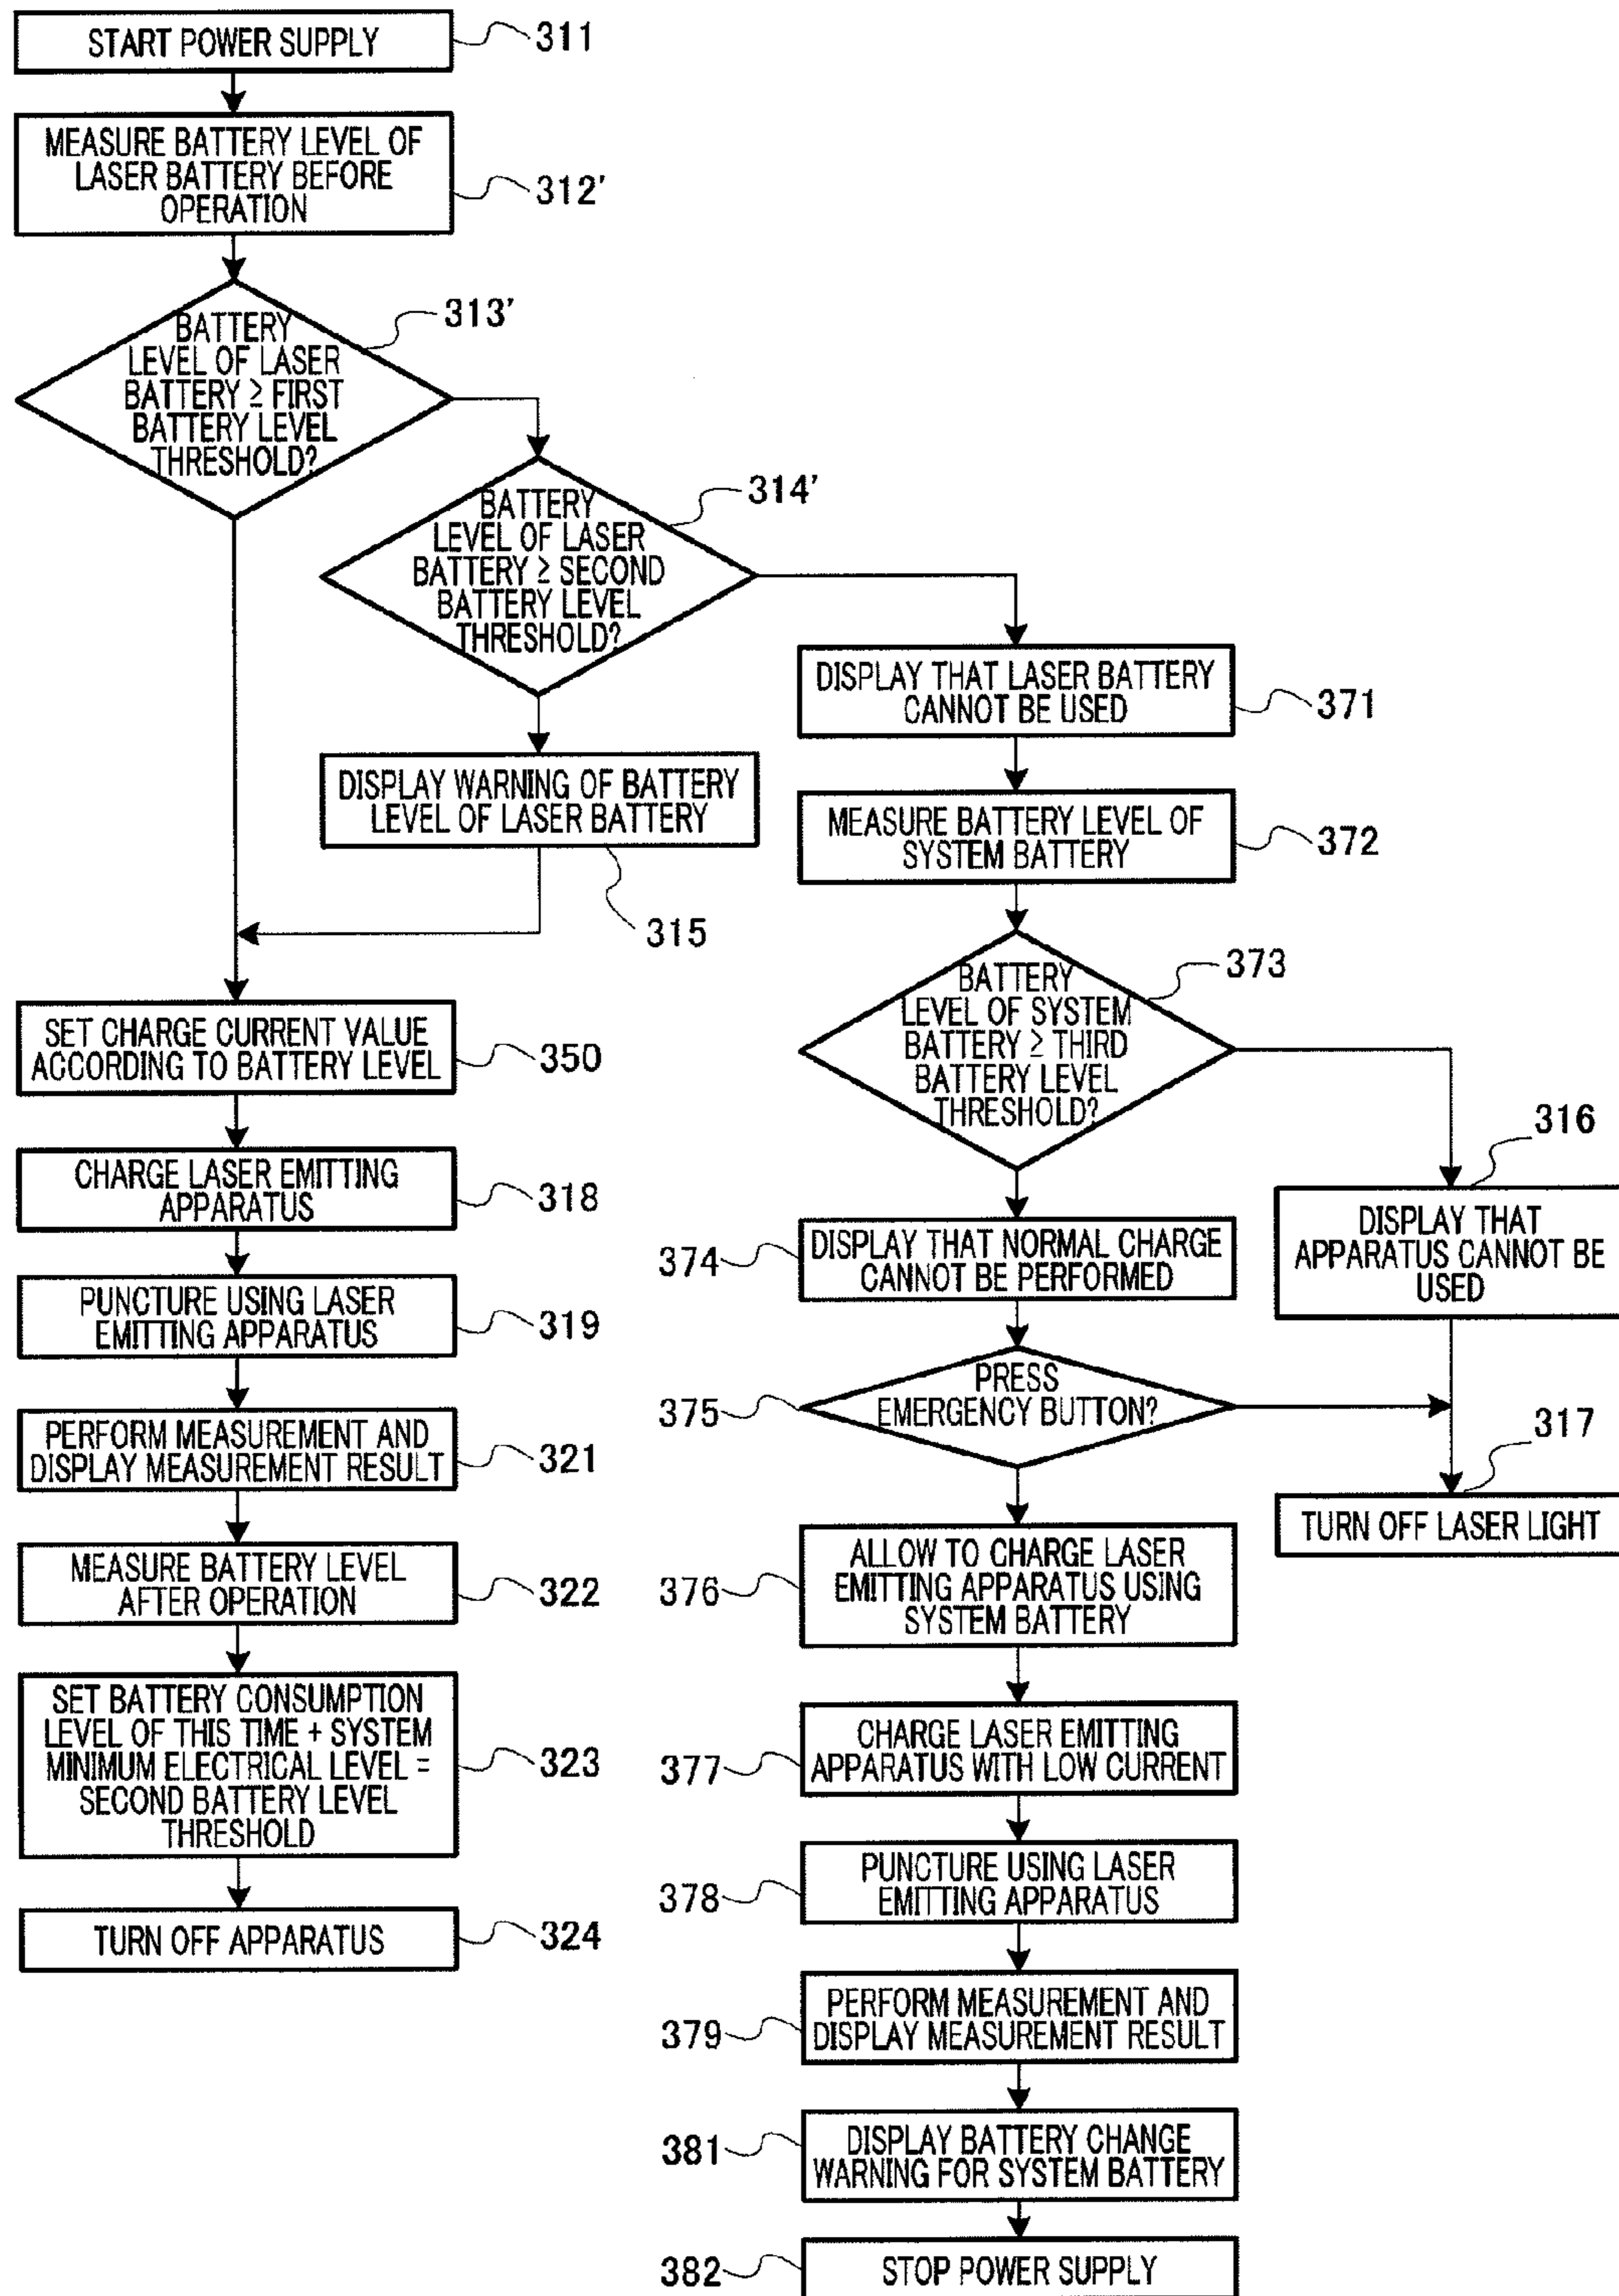 START POWER SUPPLY
311
MEASURE BATTERY LEVEL OF
LASER BATTERY BEFORE
OPERATION
312'
BATTERY
LEVEL OF LASER
BATTERY ≥ FIRST
BATTERY LEVEL
THRESHOLD?
313'
BATTERY
LEVEL OF LASER
BATTERY ≥ SECOND
BATTERY LEVEL
THRESHOLD?
314'
DISPLAY WARNING OF BATTERY
LEVEL OF LASER BATTERY
315
SET CHARGE CURRENT VALUE
ACCORDING TO BATTERY LEVEL
350
CHARGE LASER EMITTING
APPARATUS
318
PUNCTURE USING LASER
EMITTING APPARATUS
319
PERFORM MEASUREMENT AND
DISPLAY MEASUREMENT RESULT
321
MEASURE BATTERY LEVEL
AFTER OPERATION
322
SET BATTERY CONSUMPTION
LEVEL OF THIS TIME + SYSTEM
MINIMUM ELECTRICAL LEVEL =
SECOND BATTERY LEVEL
THRESHOLD
323
TURN OFF APPARATUS
324
DISPLAY THAT LASER BATTERY
CANNOT BE USED
371
MEASURE BATTERY LEVEL OF
SYSTEM BATTERY
372
BATTERY
LEVEL OF SYSTEM
BATTERY ≥ THIRD
BATTERY LEVEL
THRESHOLD?
373
316
DISPLAY THAT
APPARATUS CANNOT BE
USED
374
DISPLAY THAT NORMAL CHARGE
CANNOT BE PERFORMED
375
PRESS
EMERGENCY BUTTON?
317
TURN OFF LASER LIGHT
376
ALLOW TO CHARGE LASER
EMITTING APPARATUS USING
SYSTEM BATTERY
377
CHARGE LASER EMITTING
APPARATUS WITH LOW CURRENT
378
PUNCTURE USING LASER
EMITTING APPARATUS
379
PERFORM MEASUREMENT AND
DISPLAY MEASUREMENT RESULT
381
DISPLAY BATTERY CHANGE
WARNING FOR SYSTEM BATTERY
382
STOP POWER SUPPLY